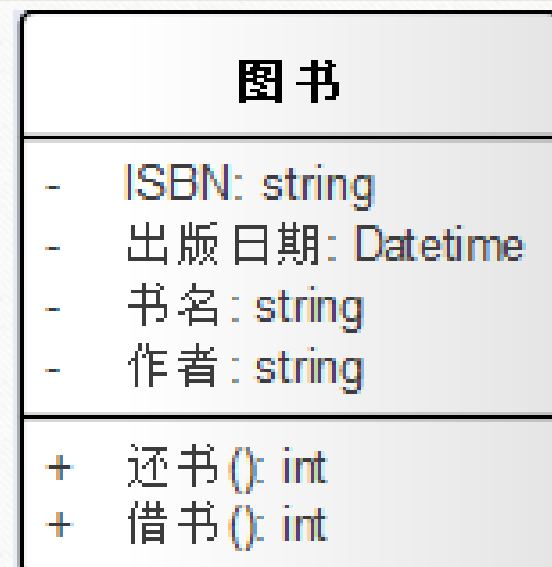 图书
- ISBN: string
- 出版日期: Datetime
- 书名: string
- 作者: string
+ 还书(): int
+ 借书(): int